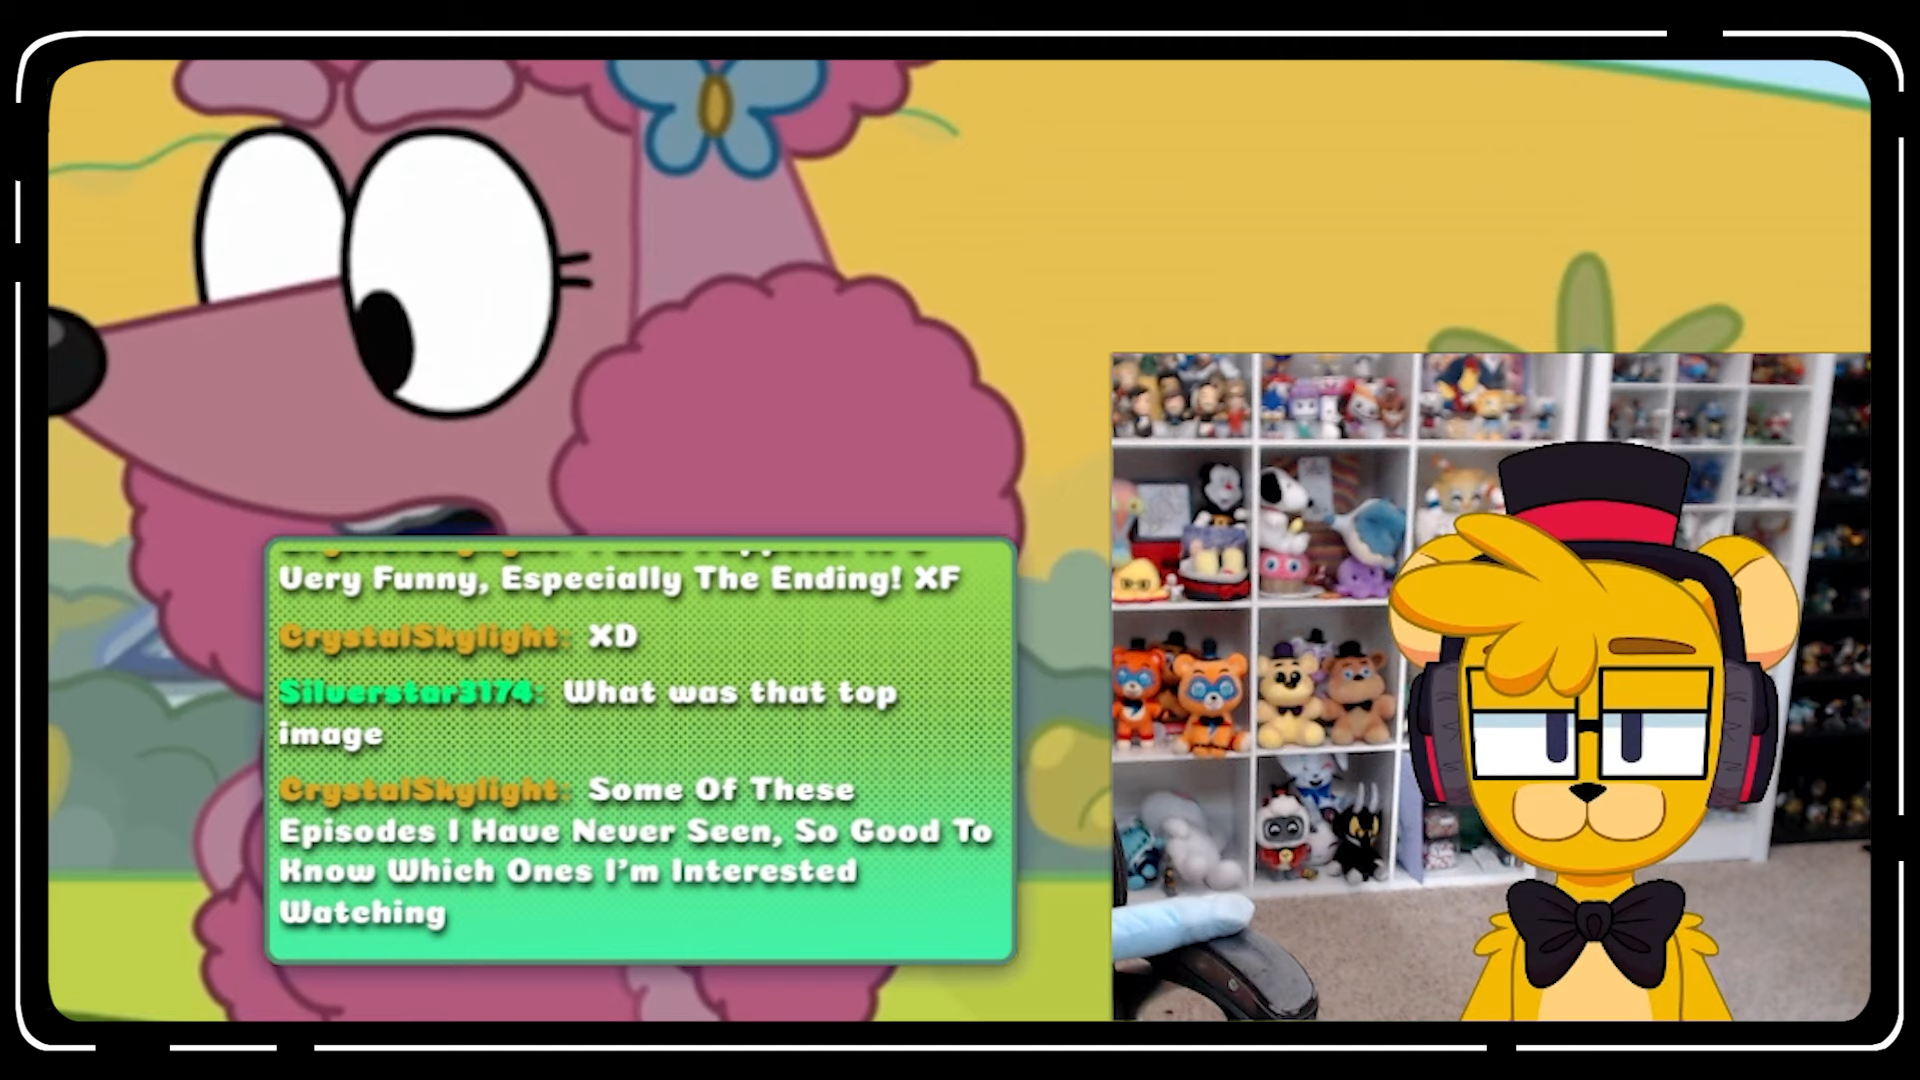 Very Funny, Especially The Ending! XF
CrystalSkylight: XD
Silverstar3174: What was that top
image
CrystalSkylight: Some Of These
Episodes I Have Never Seen, So Good To
Know Which Ones I'm Interested
Watching